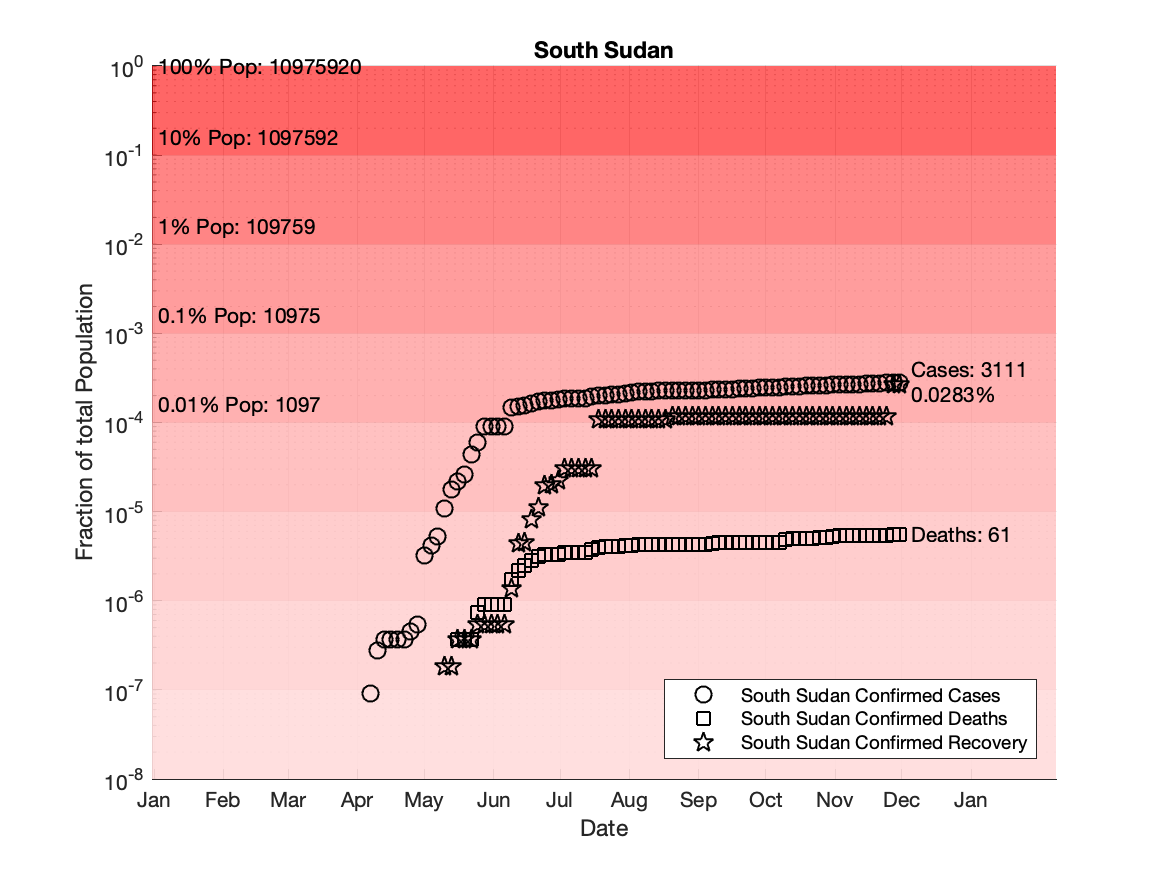 South Sudan
10^0
100% Pop: 10975920
10% Pop: 1097592
10^-1
1% Pop: 109759
10^-2
0.1% Pop: 10975
10^-3
0.01% Pop: 1097
10^-4
10^-5
10^-6
10^-7
10^-8
Fraction of total Population
Cases: 3111
0.0283%
Deaths: 61
South Sudan Confirmed Cases
South Sudan Confirmed Deaths
South Sudan Confirmed Recovery
Jan Feb Mar Apr May Jun Jul Aug Sep Oct Nov Dec Jan
Date